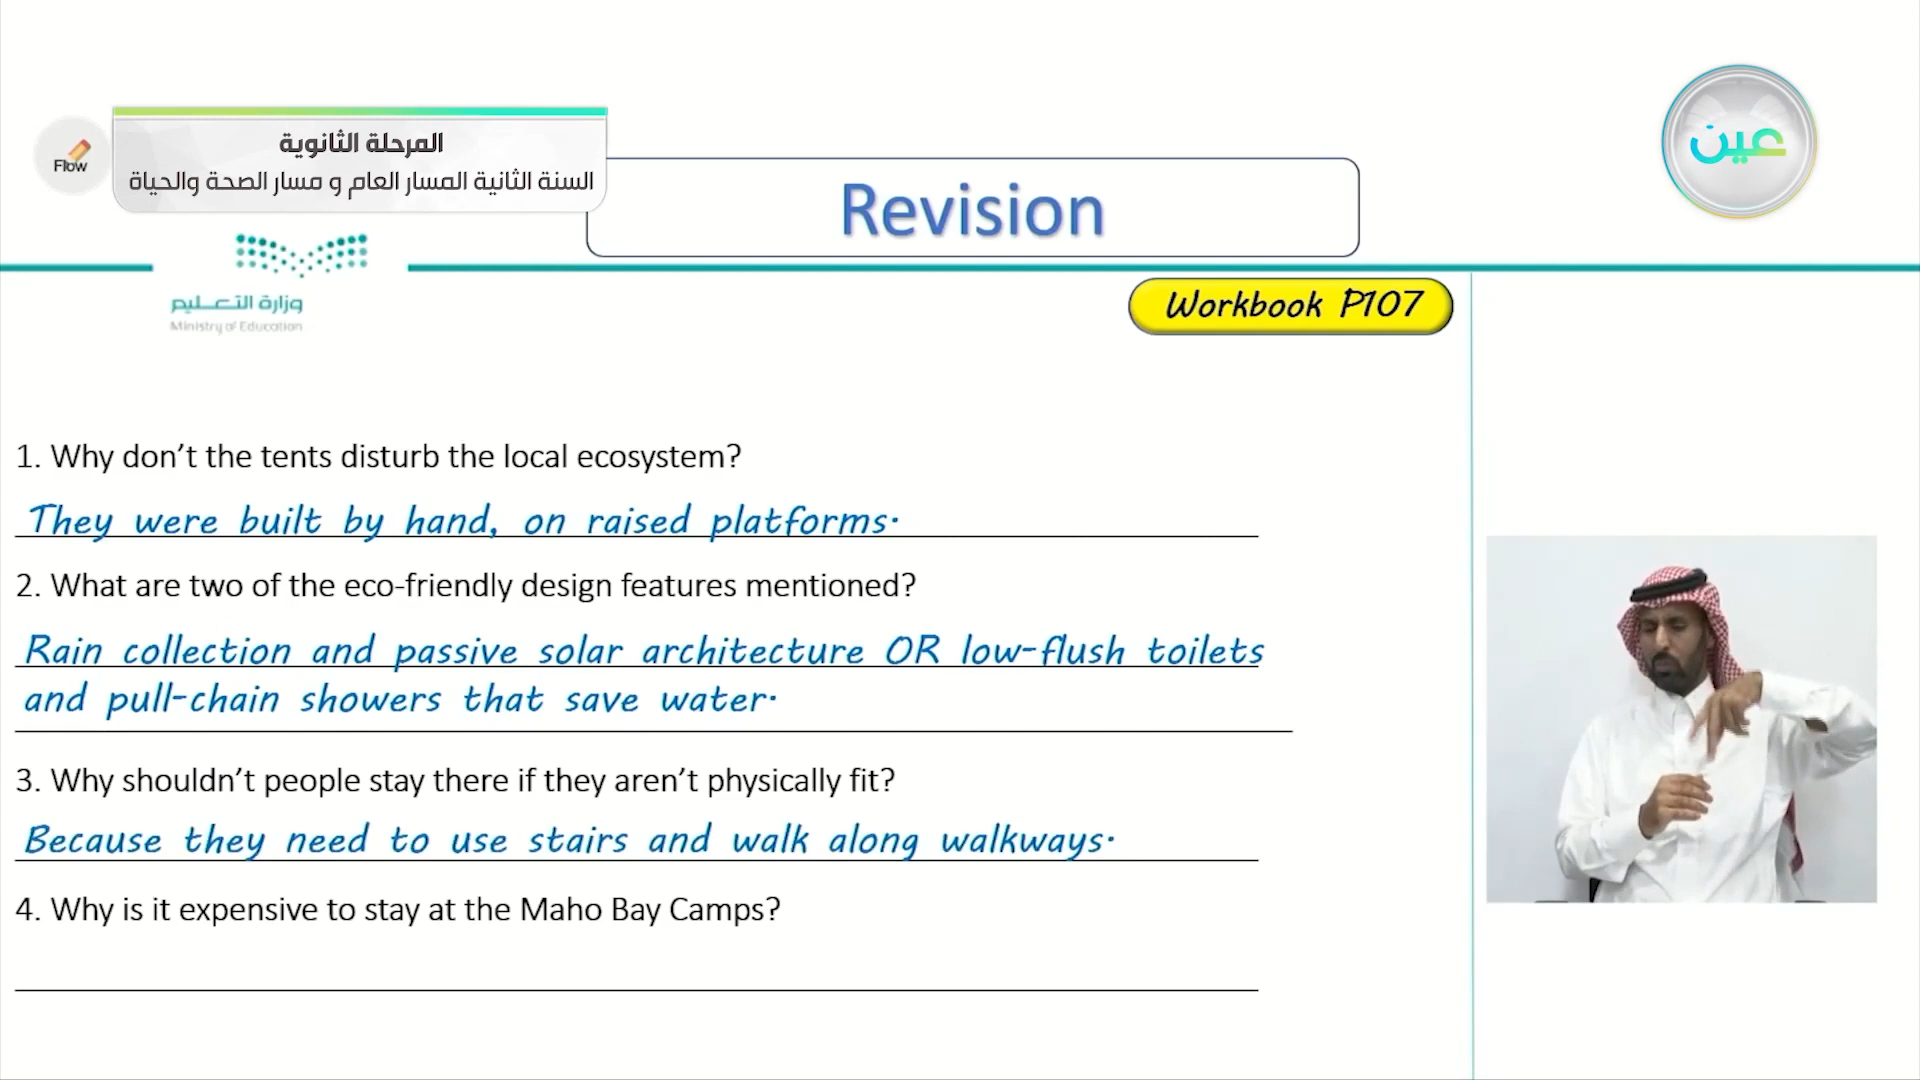 المرحلة الثانوية
السنة الثانية المسار العام و مسار الصحة والحياة
Flow
عين
Revision
وزارة التعليم
Ministry of Education
Workbook P107
1. Why don’t the tents disturb the local ecosystem?
They were built by hand, on raised platforms.
2. What are two of the eco-friendly design features mentioned?
Rain collection and passive solar architecture OR low-flush toilets
and pull-chain showers that save water.
3. Why shouldn’t people stay there if they aren’t physically fit?
Because they need to use stairs and walk along walkways.
4. Why is it expensive to stay at the Maho Bay Camps?